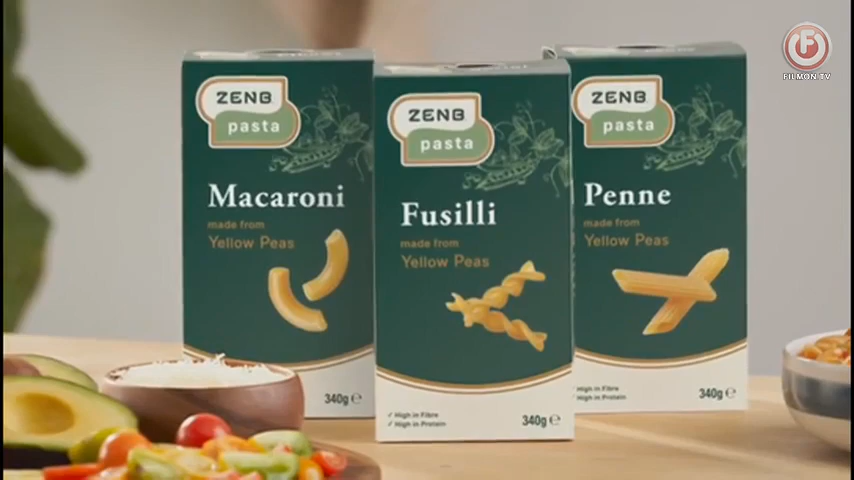 FILMON TV
ZENB
pasta
Macaroni
made from
Yellow Peas
340g ℮
ZENB
pasta
Fusilli
made from
Yellow Peas
✓ High in Fibre
✓ High in Protein
340g ℮
ZENB
pasta
Penne
made from
Yellow Peas
✓ High in Fibre
✓ High in Protein
340g ℮